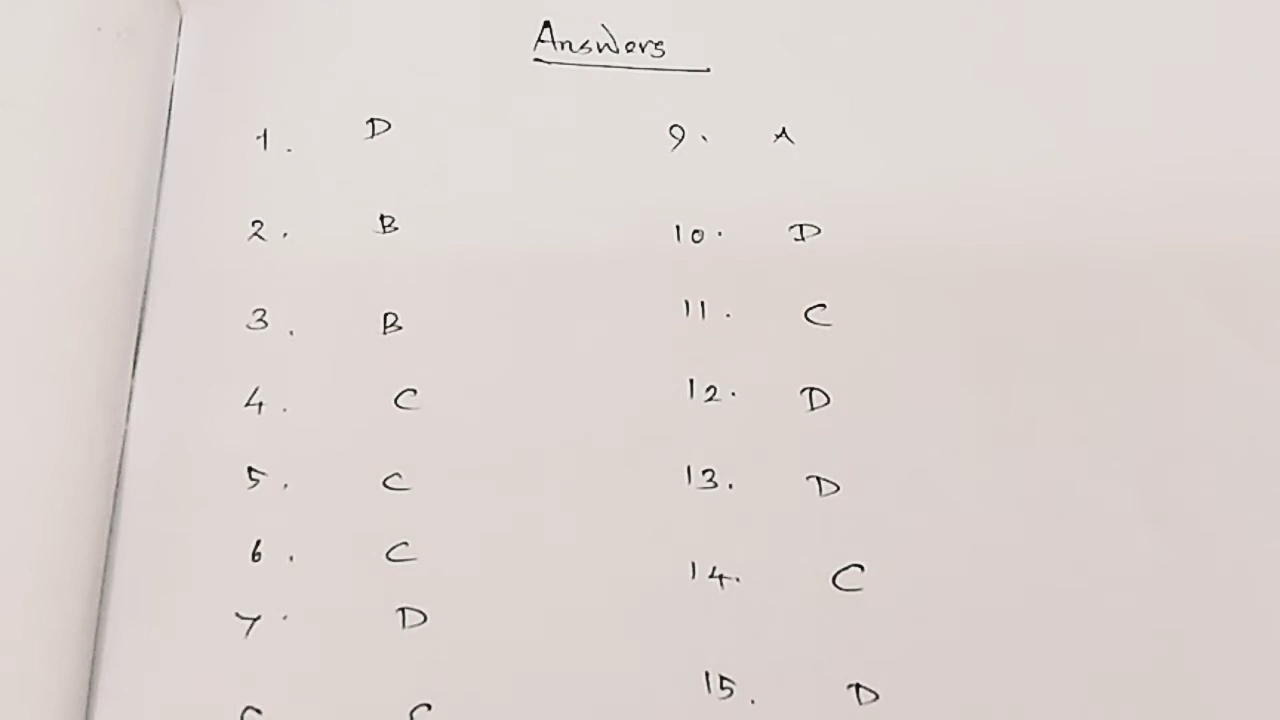 Answers
1. D
2. B
3. B
4. C
5. C
6. C
7. D
9. A
10. D
11. C
12. D
13. D
14. C
15. D